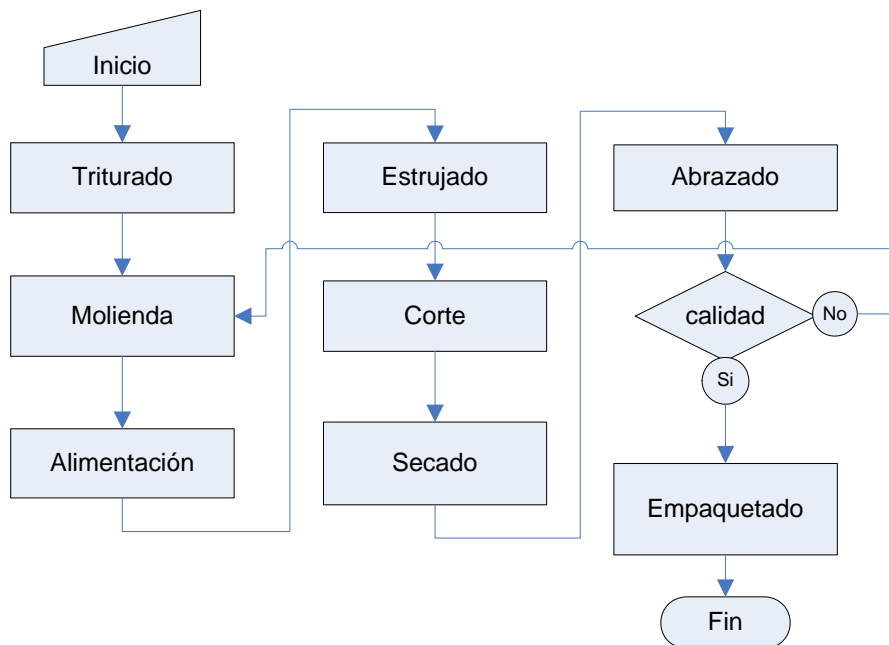 Inicio
Triturado
Molienda
Alimentación
Estrujado
Corte
Secado
Abrazado
calidad
No
Si
Empaquetado
Fin